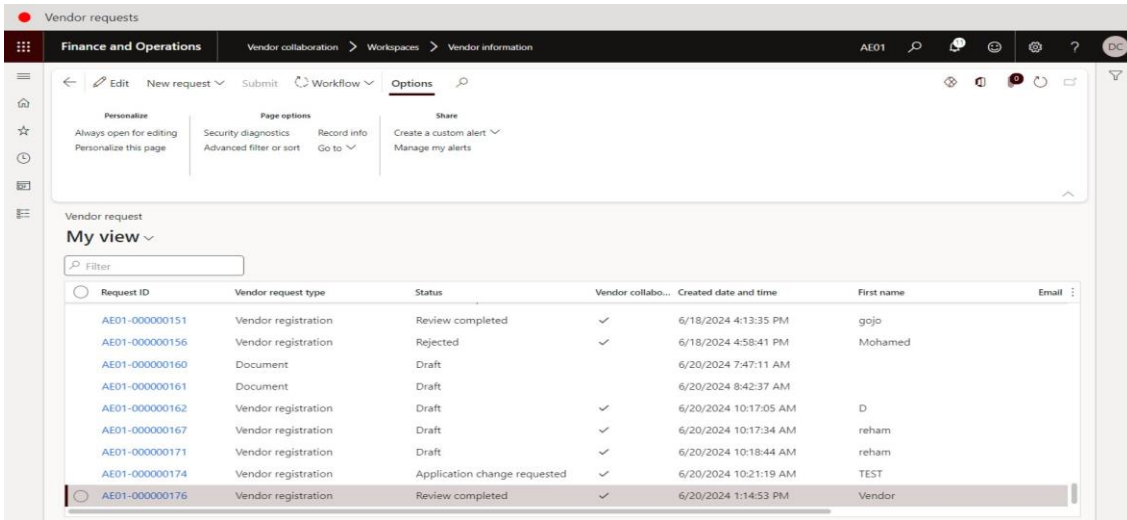 Vendor requests
Finance and Operations Vendor collaboration > Workspaces > Vendor information AE01 ? DC
Edit New request Submit Workflow Options 0
Personalize Page options Share
Always open for editing Security diagnostics Record info Create a custom alert
Personalize this page Advanced filter or sort Go to Manage my alerts
Vendor request
My view
Filter
Request ID Vendor request type Status Vendor collabo... Created date and time First name Email
AE01-000000151 Vendor registration Review completed 6/18/2024 4:13:35 PM gojo
AE01-000000156 Vendor registration Rejected 6/18/2024 4:58:41 PM Mohamed
AE01-000000160 Document Draft 6/20/2024 7:47:11 AM
AE01-000000161 Document Draft 6/20/2024 8:42:37 AM
AE01-000000162 Vendor registration Draft 6/20/2024 10:17:05 AM D
AE01-000000167 Vendor registration Draft 6/20/2024 10:17:34 AM reham
AE01-000000171 Vendor registration Draft 6/20/2024 10:18:44 AM reham
AE01-000000174 Vendor registration Application change requested 6/20/2024 10:21:19 AM TEST
AE01-000000176 Vendor registration Review completed 6/20/2024 1:14:53 PM Vendor